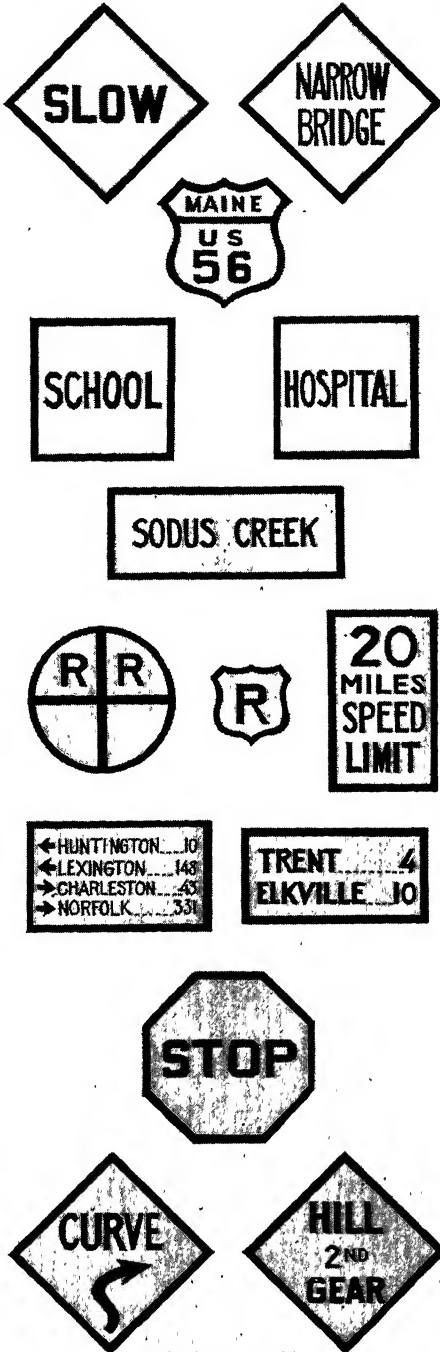 SLOW
NARROW
BRIDGE
MAINE
US
56
SCHOOL
HOSPITAL
SODUS CREEK
R R
R
20
MILES
SPEED
LIMIT
←HUNTINGTON....10
←LEXINGTON....148
→CHARLESTON....43
→NORFOLK....331
TRENT....4
ELKVILLE...10
STOP
CURVE
HILL
2ND
GEAR